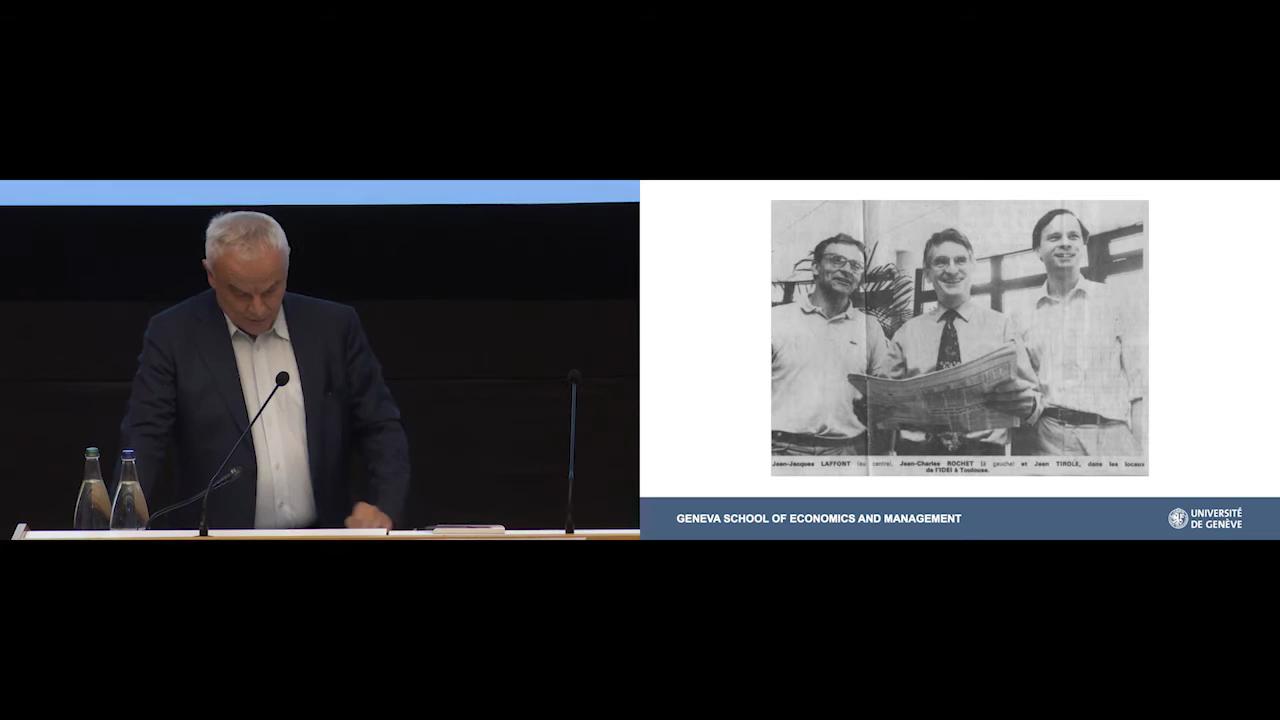 Jean-Jacques LAFFONT (au centre), Jean-Charles ROCHET (à gauche) et Jean TIROLE, dans les locaux
de l'IDEI à Toulouse.
GENEVA SCHOOL OF ECONOMICS AND MANAGEMENT
UNIVERSITÉ
DE GENÈVE